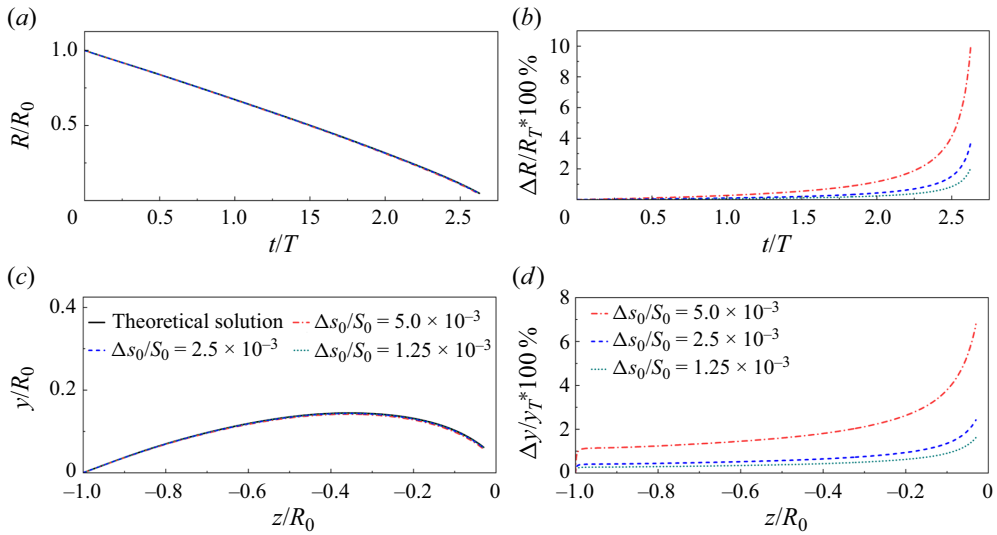 (a)
1.0
0.5
R/R₀
0 0.5 1.0 15 2.0 2.5
t/T
(b)
10
8
6
4
2
ΔR/R_T*100 %
0 0.5 1.0 1.5 2.0 2.5
t/T
(c)
0.4
0.2
0
y/R₀
Theoretical solution Δs₀/S₀ = 5.0 × 10⁻³
Δs₀/S₀ = 2.5 × 10⁻³ Δs₀/S₀ = 1.25 × 10⁻³
−1.0 −0.8 −0.6 −0.4 −0.2 0
z/R₀
(d)
8
6
4
2
0
Δy/y_T*100 %
Δs₀/S₀ = 5.0 × 10⁻³
Δs₀/S₀ = 2.5 × 10⁻³
Δs₀/S₀ = 1.25 × 10⁻³
−1.0 −0.8 −0.6 −0.4 −0.2 0
z/R₀